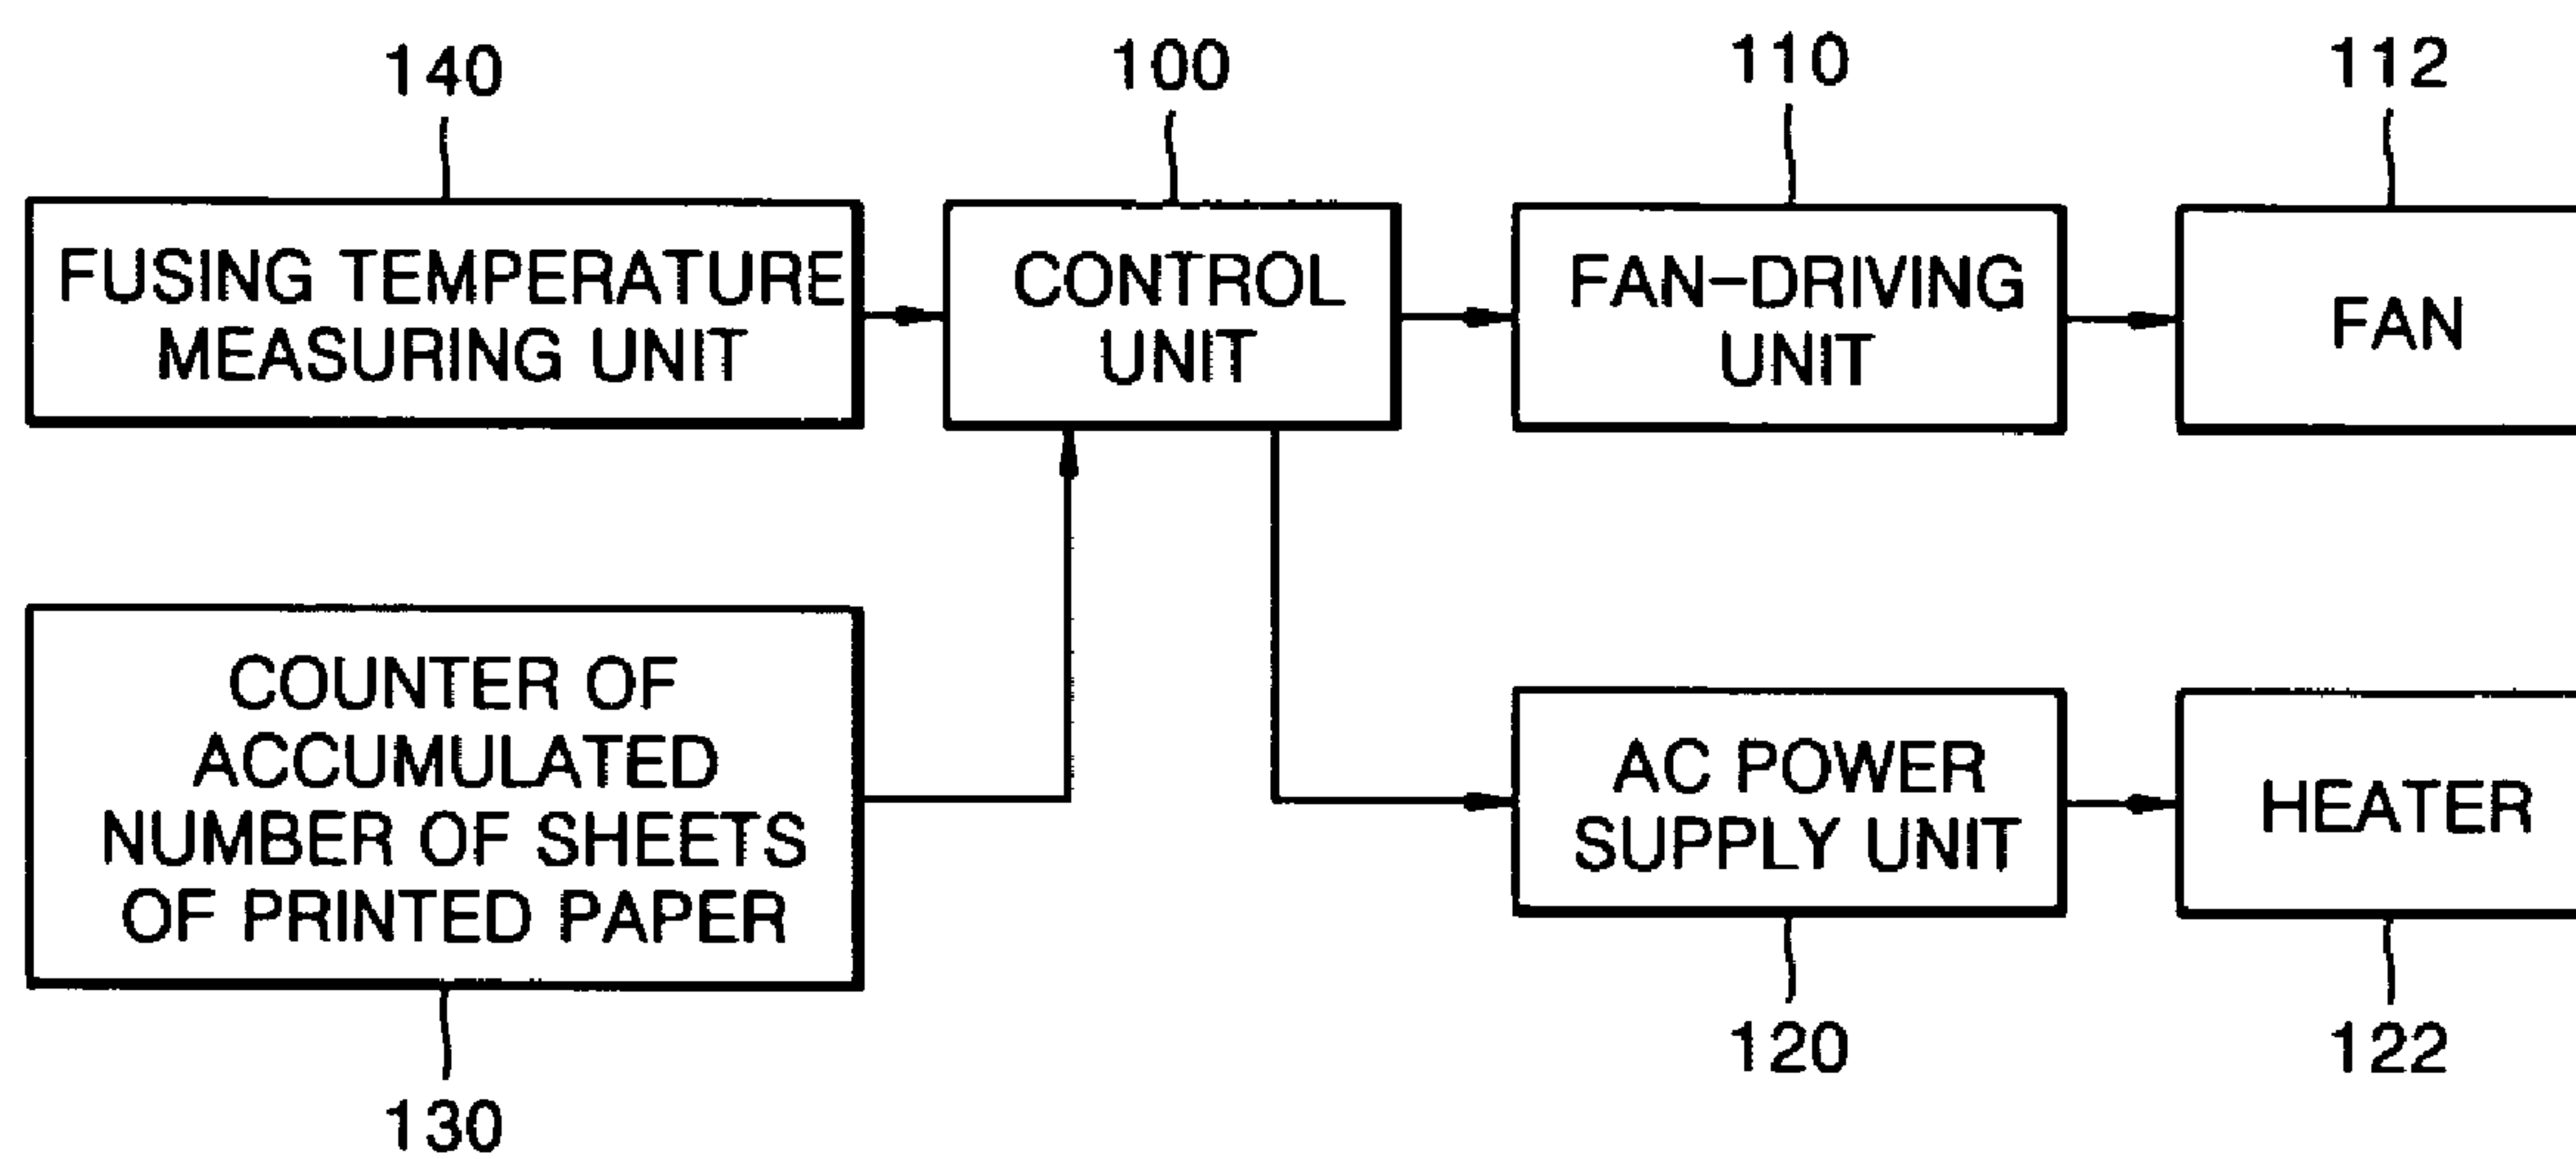 140
100
110
112
FUSING TEMPERATURE
MEASURING UNIT
CONTROL
UNIT
FAN-DRIVING
UNIT
FAN
COUNTER OF
ACCUMULATED
NUMBER OF SHEETS
OF PRINTED PAPER
AC POWER
SUPPLY UNIT
HEATER
130
120
122